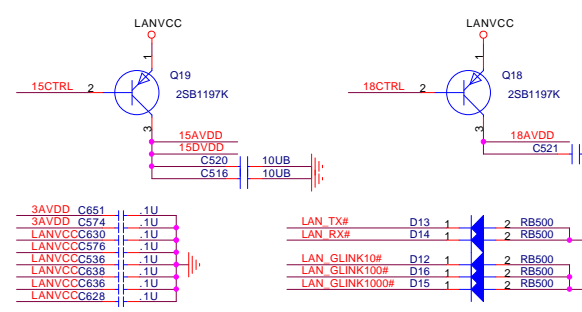 LANVCC LANVCC
1 1
Q19 Q18
15CTRL 2 18CTRL 2
2SB1197K 2SB1197K
3 3
15AVDD 18AVDD
15DVDD C521
C520 10UB
C516 10UB
3AVDD C651 .1U
3AVDD C574 .1U LAN_TX# D13 1 2 RB500
LANVCC C630 .1U LAN_RX# D14 1 2 RB500
LANVCC C576 .1U
LANVCC C536 .1U LAN_GLINK10# D12 1 2 RB500
LANVCC C638 .1U LAN_GLINK100# D16 1 2 RB500
LANVCC C636 .1U LAN_GLINK1000# D15 1 2 RB500
LANVCC C628 .1U